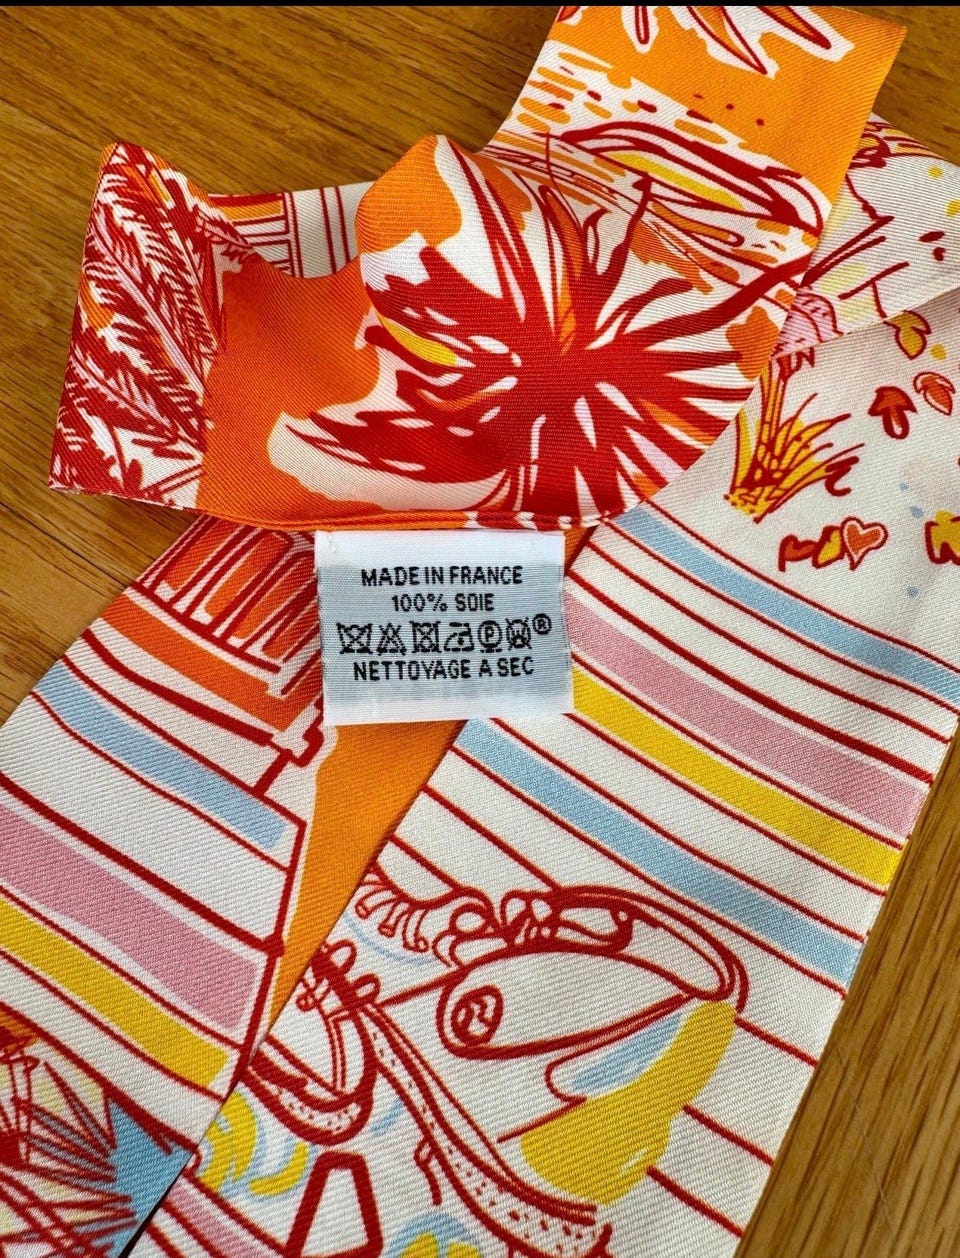 MADE IN FRANCE
100% SOIE
P W ®
NETTOYAGE A SEC